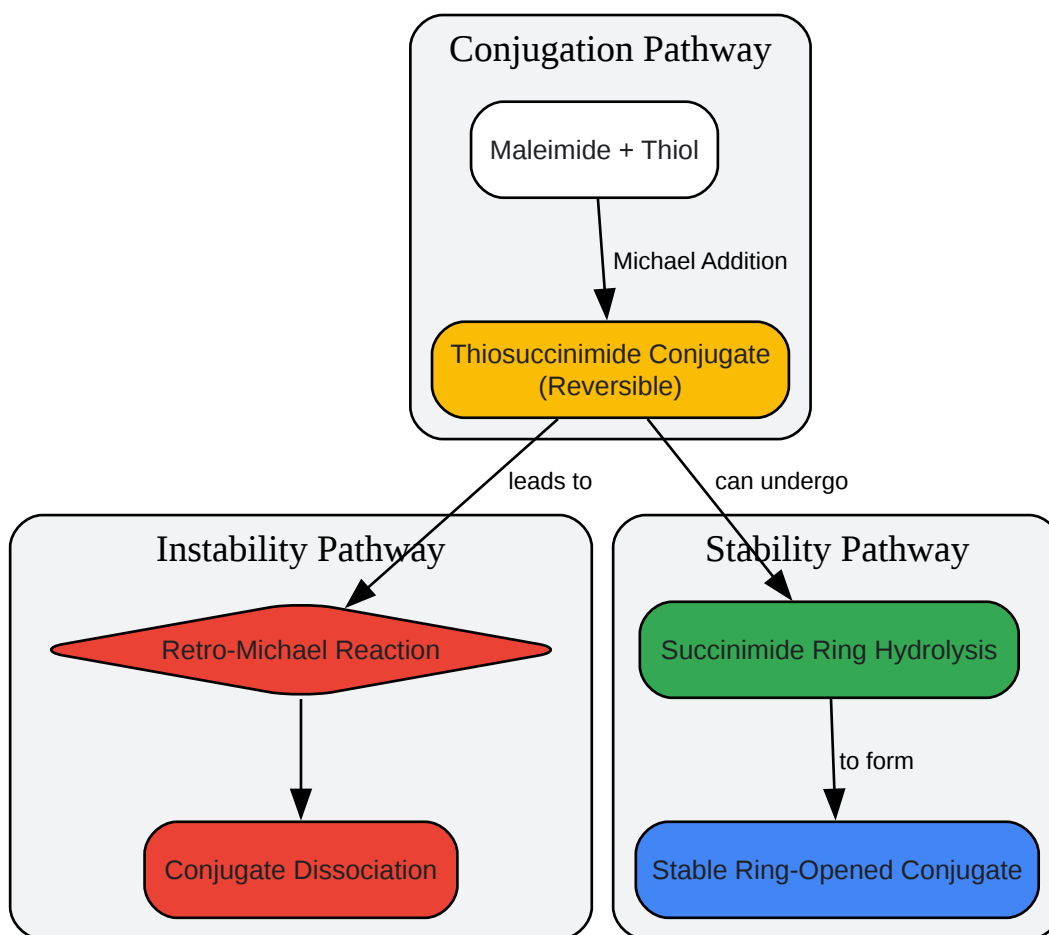 Conjugation Pathway
Maleimide + Thiol
Michael Addition
Thiosuccinimide Conjugate
(Reversible)
leads to
can undergo
Instability Pathway
Stability Pathway
Retro-Michael Reaction
Succinimide Ring Hydrolysis
to form
Conjugate Dissociation
Stable Ring-Opened Conjugate